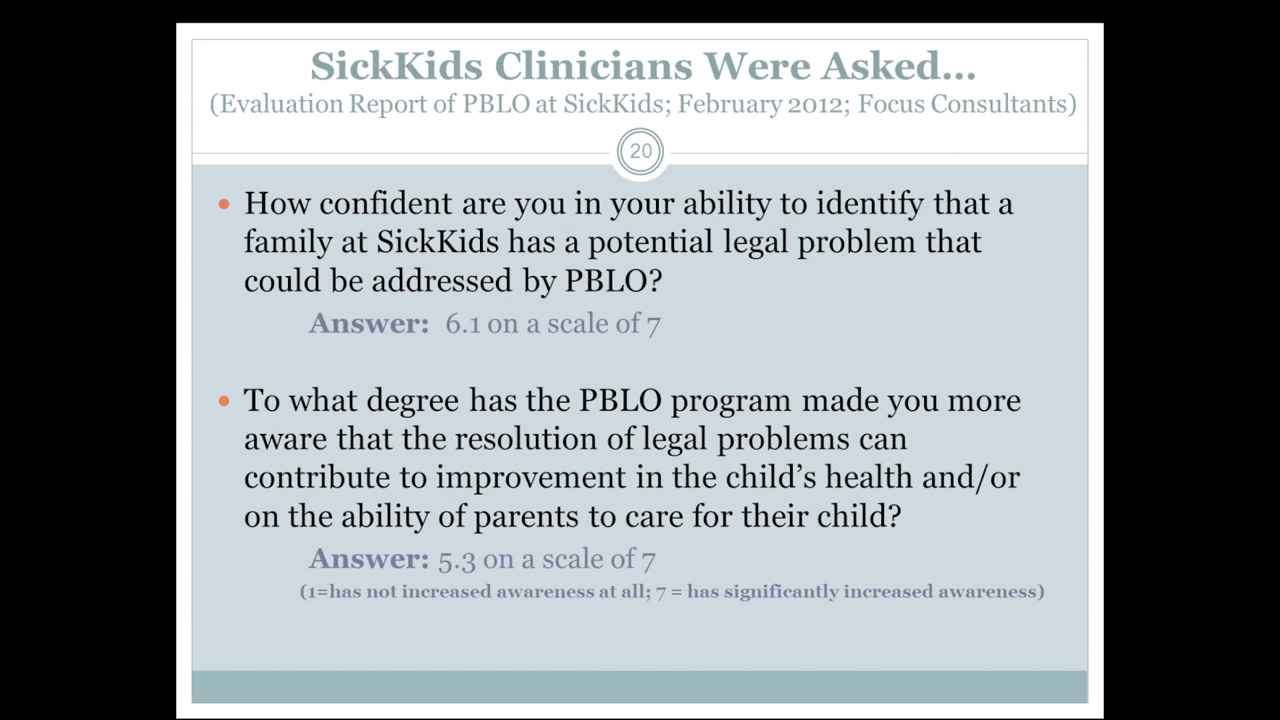 SickKids Clinicians Were Asked…
(Evaluation Report of PBLO at SickKids; February 2012; Focus Consultants)
20
• How confident are you in your ability to identify that a
family at SickKids has a potential legal problem that
could be addressed by PBLO?
Answer: 6.1 on a scale of 7
• To what degree has the PBLO program made you more
aware that the resolution of legal problems can
contribute to improvement in the child’s health and/or
on the ability of parents to care for their child?
Answer: 5.3 on a scale of 7
(1=has not increased awareness at all; 7 = has significantly increased awareness)